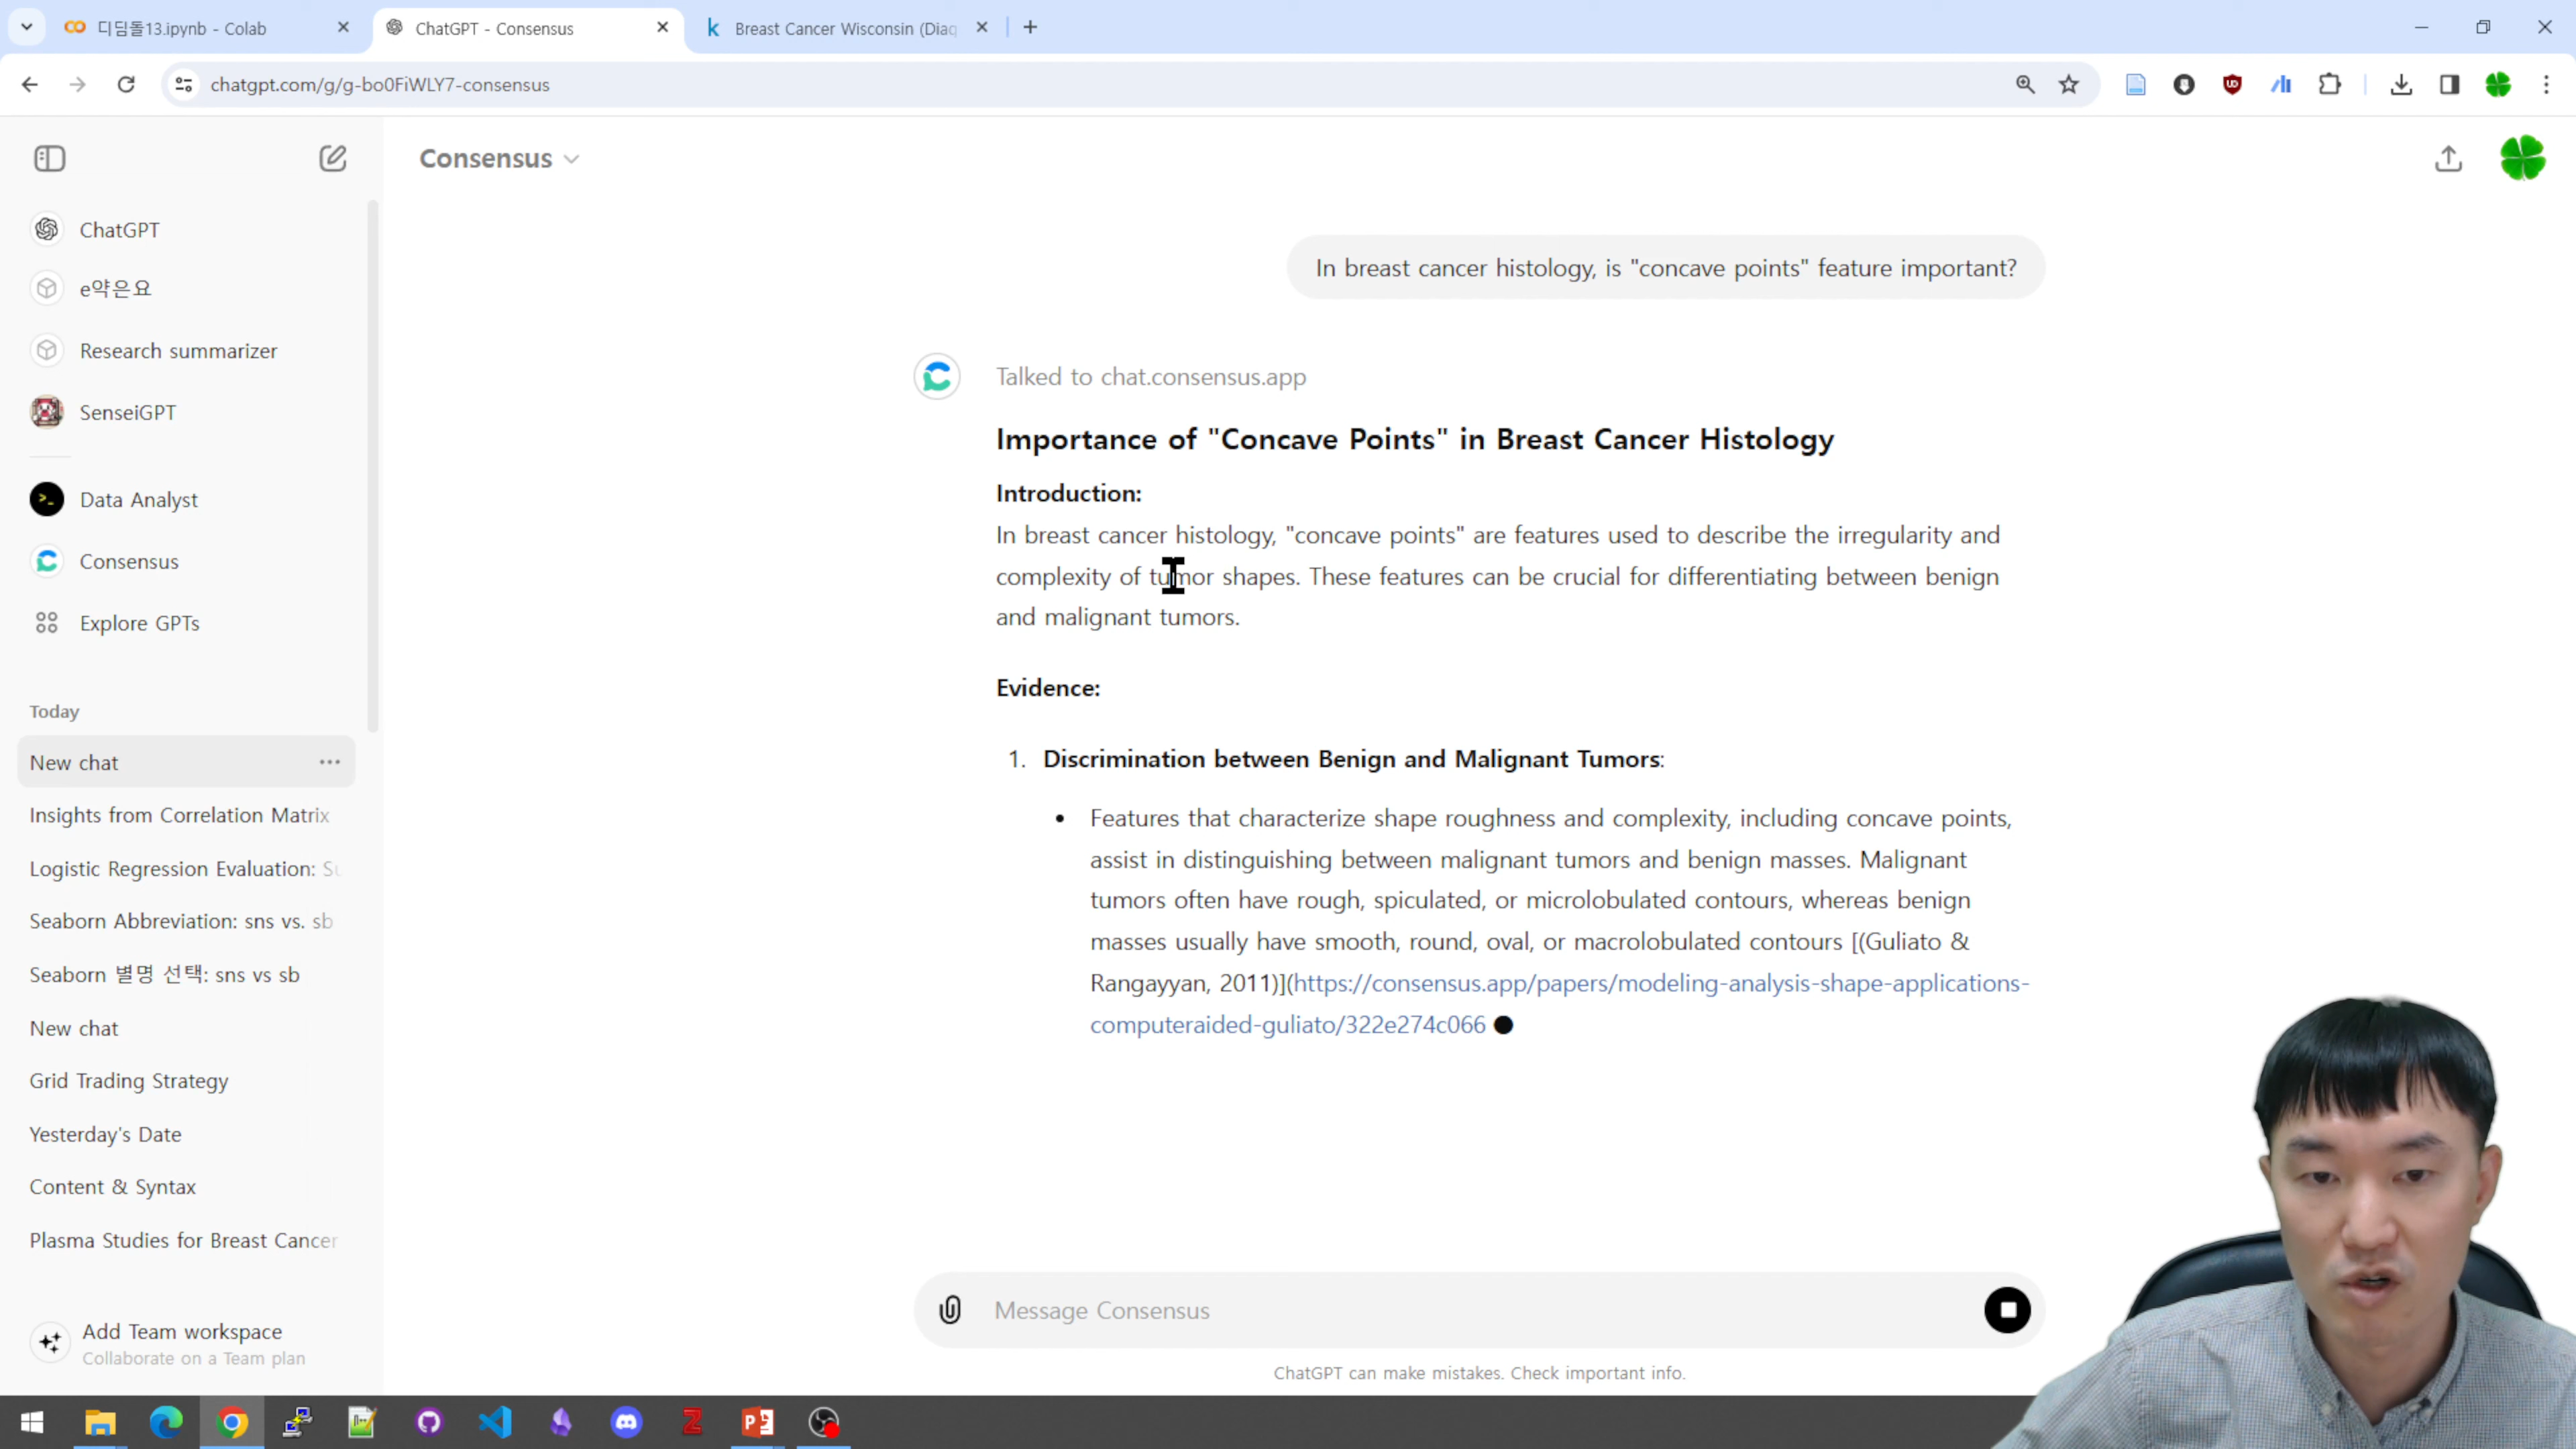 디딤돌13.ipynb - Colab
ChatGPT - Consensus
Breast Cancer Wisconsin (Diag
chatgpt.com/g/g-bo0FiWLY7-consensus
ChatGPT
e약은요
Research summarizer
SenseiGPT
Data Analyst
Consensus
Explore GPTs
Today
New chat
Insights from Correlation Matrix
Logistic Regression Evaluation: Su
Seaborn Abbreviation: sns vs. sb
Seaborn 별명 선택: sns vs sb
New chat
Grid Trading Strategy
Yesterday's Date
Content & Syntax
Plasma Studies for Breast Cancer
Add Team workspace
Collaborate on a Team plan
Consensus
In breast cancer histology, is "concave points" feature important?
Talked to chat.consensus.app
Importance of "Concave Points" in Breast Cancer Histology
Introduction:
In breast cancer histology, "concave points" are features used to describe the irregularity and
complexity of tumor shapes. These features can be crucial for differentiating between benign
and malignant tumors.
Evidence:
1. Discrimination between Benign and Malignant Tumors:
• Features that characterize shape roughness and complexity, including concave points,
assist in distinguishing between malignant tumors and benign masses. Malignant
tumors often have rough, spiculated, or microlobulated contours, whereas benign
masses usually have smooth, round, oval, or macrolobulated contours [(Guliato &
Rangayyan, 2011)](https://consensus.app/papers/modeling-analysis-shape-applications-
computeraided-guliato/322e274c066
Message Consensus
ChatGPT can make mistakes. Check important info.